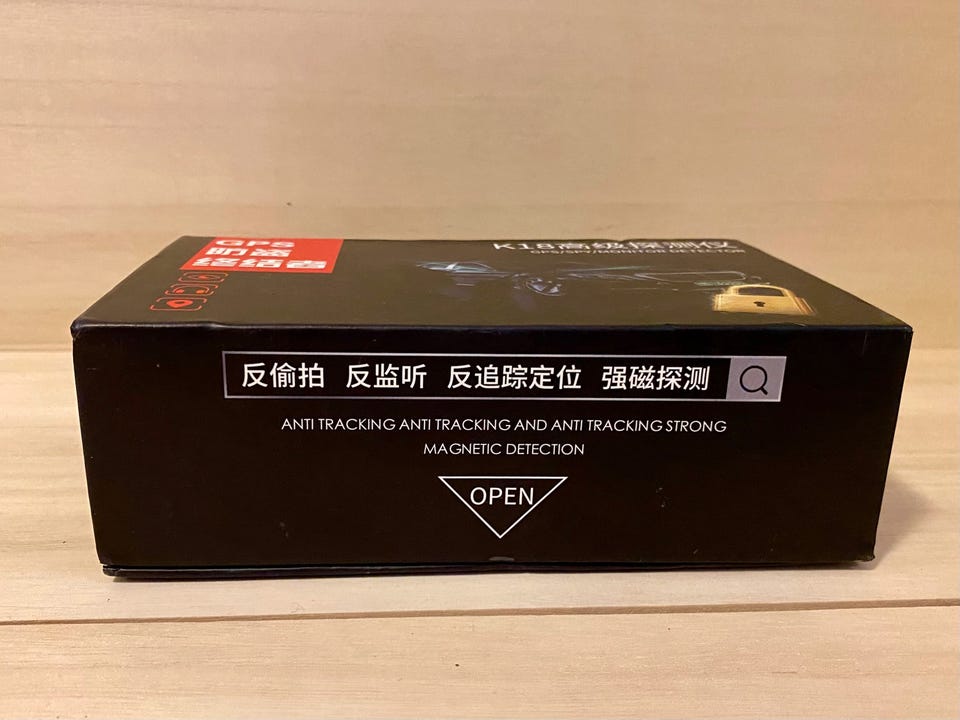 GPS
K18高级探测仪
GPS/SPY/MONITOR DETECTOR
反偷拍 反监听 反追踪定位 强磁探测
ANTI TRACKING ANTI TRACKING AND ANTI TRACKING STRONG
MAGNETIC DETECTION
OPEN